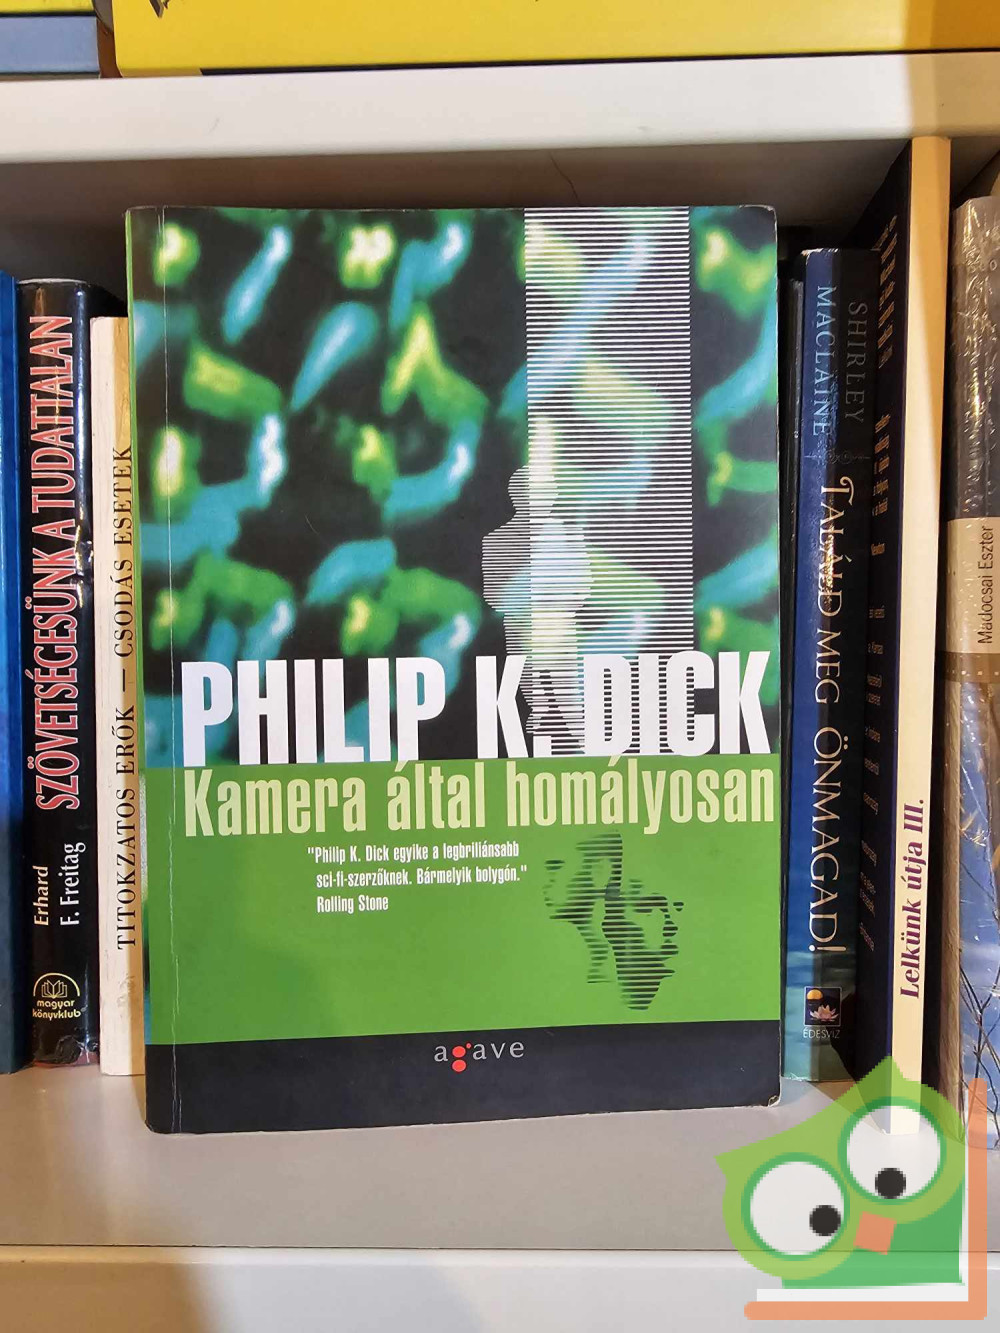 PHILIP K. DICK
Kamera által homályosan
"Philip K. Dick egyike a legbriliánsabb
sci-fi-szerzőknek. Bármelyik bolygón."
Rolling Stone
agave
Erhard
F. Freitag
SZÖVETSÉGESÜNK A TUDATTALAN
magyar
könyvklub
TITOKZATOS ERŐK – CSODÁS ESETEK
SHIRLEY
MACLAINE
TALÁLD MEG ÖNMAGAD!
ÉDESVÍZ
Lelkünk útja III.
Madocsai Eszter